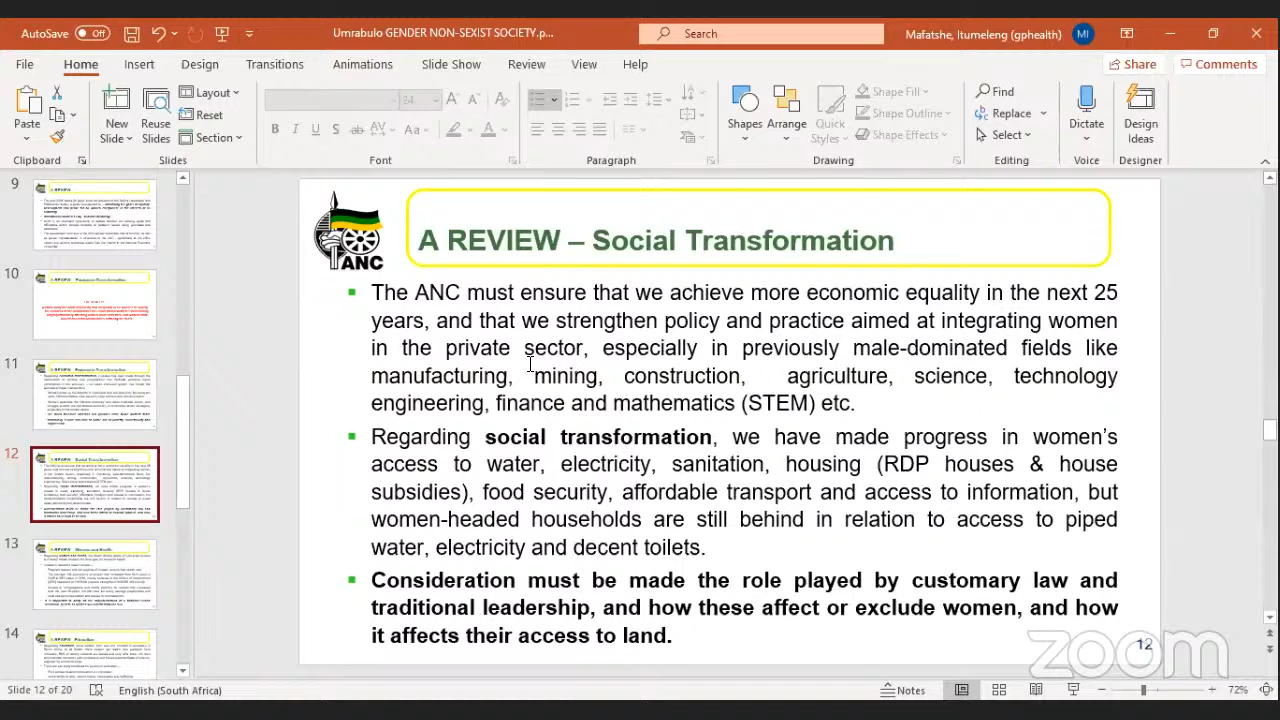 AutoSave Off Umrabulo GENDER NON-SEXIST SOCIETY.p... Search Mafatshe, Itumeleng (gphealth) MI
File Home Insert Design Transitions Animations Slide Show Review View Help Share Comments
Paste New Slide Reuse Slides Layout Reset Section 24 Shapes Arrange Quick Styles Shape Fill Shape Outline Shape Effects Find Replace Select Dictate Design Ideas
Clipboard Slides Font Paragraph Drawing Editing Voice Designer
9
10
11
12
13
14
ANC
A REVIEW – Social Transformation
The ANC must ensure that we achieve more economic equality in the next 25
years, and that we strengthen policy and practice aimed at integrating women
in the private sector, especially in previously male-dominated fields like
manufacturing, mining, construction, agriculture, science, technology
engineering and mathematics (STEM) etc.
Regarding social transformation, we have made progress in women's
access to water, electricity, sanitation, housing (RDP houses & house
subsidies), food security, affordable transport and access to information, but
women-headed households are still behind in relation to access to piped
water, electricity and decent toilets.
Consideration must be made the role played by customary law and
traditional leadership, and how these affect or exclude women, and how
it affects their access to land.
12
zoom
Slide 12 of 20 English (South Africa) Notes 72%